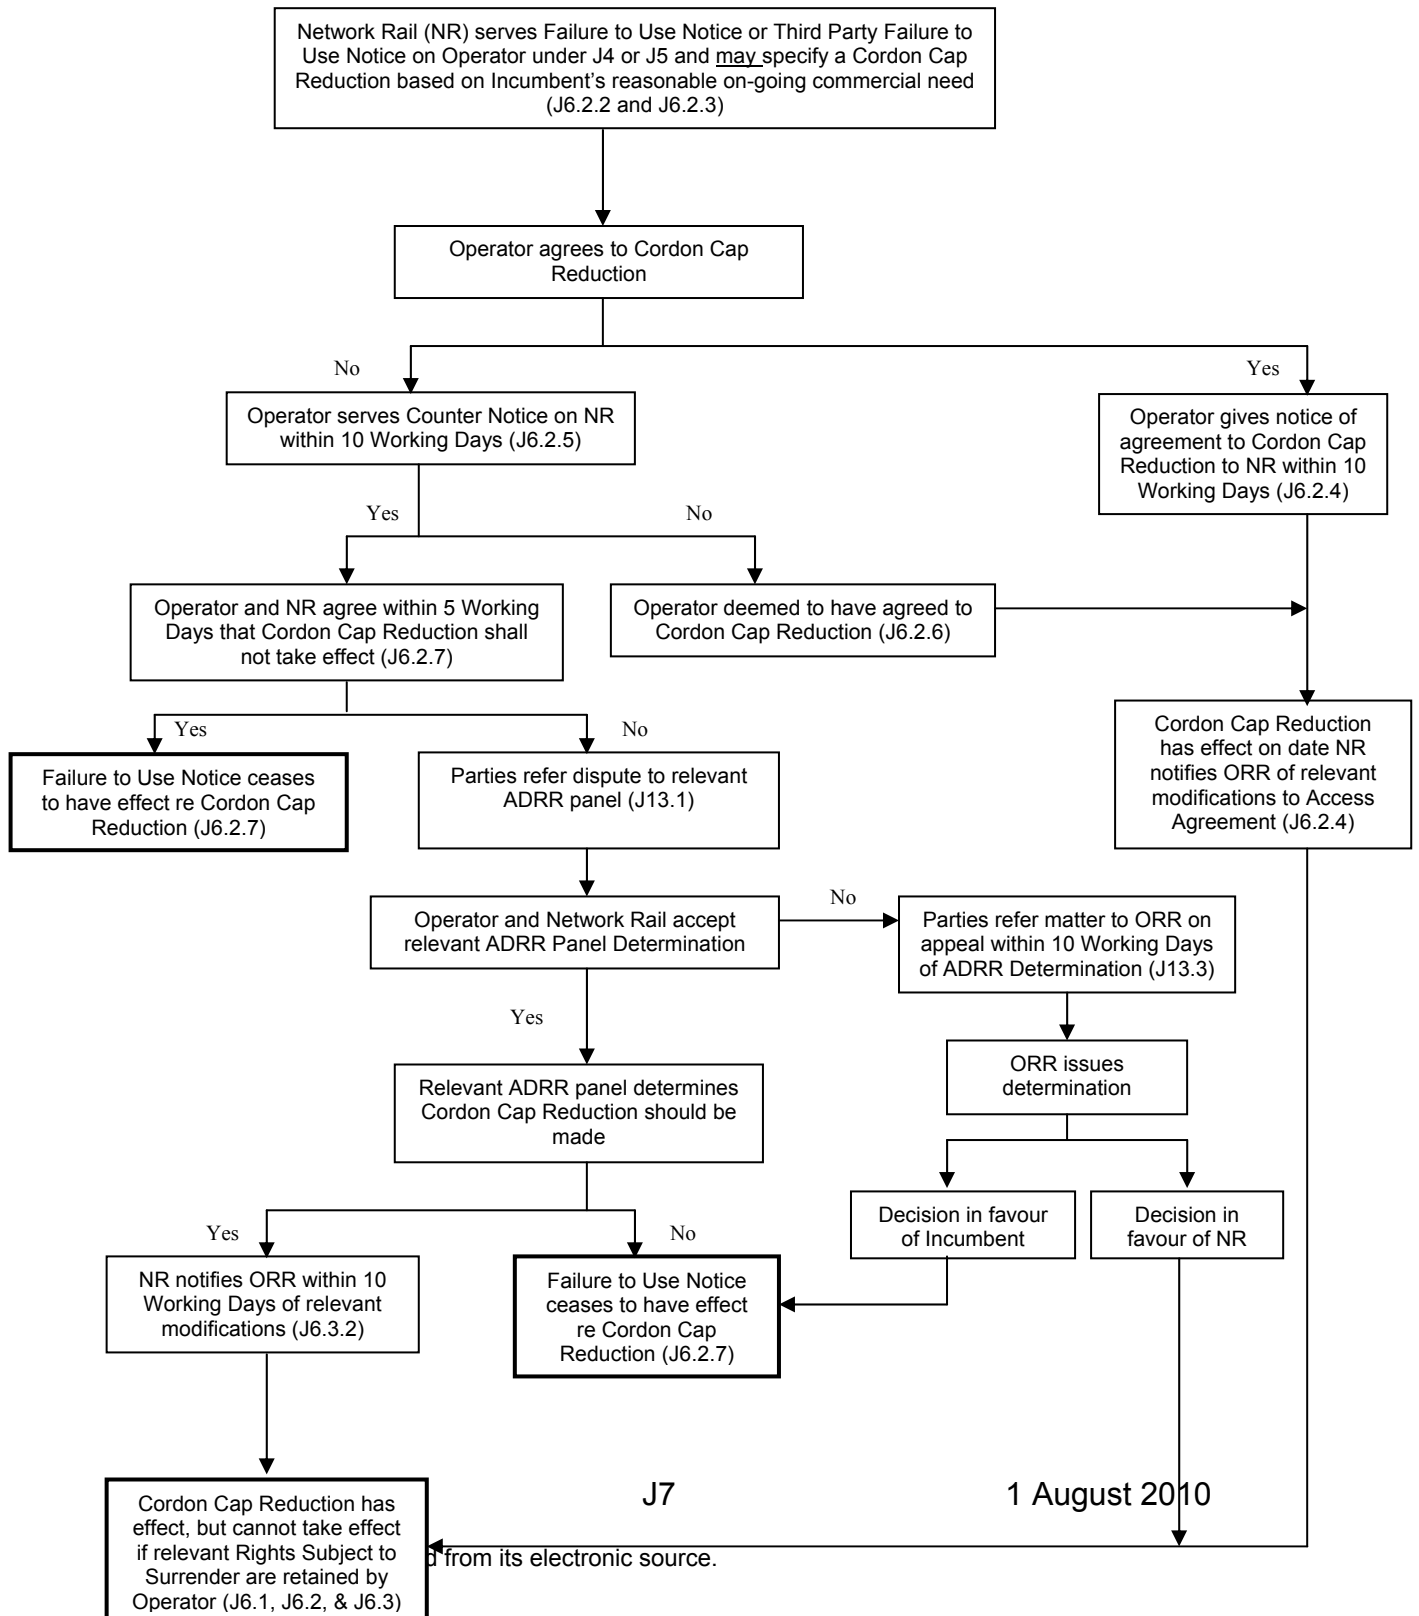 Network Rail (NR) serves Failure to Use Notice or Third Party Failure to
Use Notice on Operator under J4 or J5 and may specify a Cordon Cap
Reduction based on Incumbent's reasonable on-going commercial need
(J6.2.2 and J6.2.3)
Operator agrees to Cordon Cap
Reduction
No
Yes
Operator serves Counter Notice on NR
within 10 Working Days (J6.2.5)
Operator gives notice of
agreement to Cordon Cap
Reduction to NR within 10
Working Days (J6.2.4)
Yes
No
Operator and NR agree within 5 Working
Days that Cordon Cap Reduction shall
not take effect (J6.2.7)
Operator deemed to have agreed to
Cordon Cap Reduction (J6.2.6)
Yes
No
Failure to Use Notice ceases
to have effect re Cordon Cap
Reduction (J6.2.7)
Parties refer dispute to relevant
ADRR panel (J13.1)
Cordon Cap Reduction
has effect on date NR
notifies ORR of relevant
modifications to Access
Agreement (J6.2.4)
Operator and Network Rail accept
relevant ADRR Panel Determination
No
Parties refer matter to ORR on
appeal within 10 Working Days
of ADRR Determination (J13.3)
Yes
ORR issues
determination
Relevant ADRR panel determines
Cordon Cap Reduction should be
made
Decision in favour
of Incumbent
Decision in
favour of NR
Yes
No
NR notifies ORR within 10
Working Days of relevant
modifications (J6.3.2)
Failure to Use Notice
ceases to have effect
re Cordon Cap
Reduction (J6.2.7)
Cordon Cap Reduction has
effect, but cannot take effect
if relevant Rights Subject to
Surrender are retained by
Operator (J6.1, J6.2, & J6.3)
J7
1 August 2010
from its electronic source.